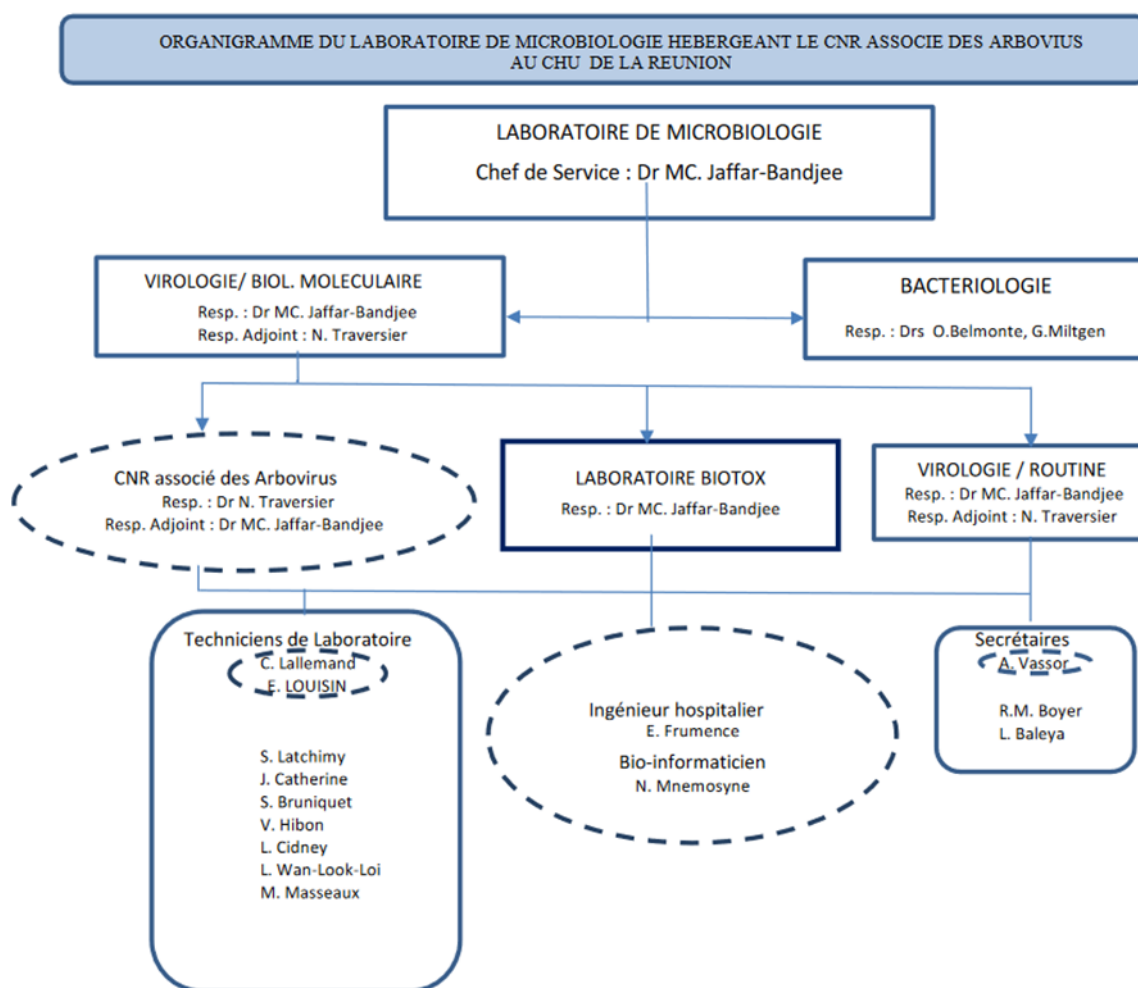 ORGANIGRAMME DU LABORATOIRE DE MICROBIOLOGIE HEBERGEANT LE CNR ASSOCIE DES ARBOVIUS
AU CHU DE LA REUNION
LABORATOIRE DE MICROBIOLOGIE
Chef de Service : Dr MC. Jaffar-Bandjee
VIROLOGIE/ BIOL. MOLECULAIRE
Resp. : Dr MC. Jaffar-Bandjee
Resp. Adjoint : N. Traversier
BACTERIOLOGIE
Resp. : Drs O.Belmonte, G.Miltgen
CNR associé des Arbovirus
Resp. : Dr N. Traversier
Resp. Adjoint : Dr MC. Jaffar-Bandjee
LABORATOIRE BIOTOX
Resp. : Dr MC. Jaffar-Bandjee
VIROLOGIE / ROUTINE
Resp. : Dr MC. Jaffar-Bandjee
Resp. Adjoint : N. Traversier
Techniciens de Laboratoire
C. Lallemand
E. LOUISIN
S. Latchimy
J. Catherine
S. Bruniquet
V. Hibon
L. Cidney
L. Wan-Look-Loi
M. Masseaux
Ingénieur hospitalier
E. Frumence
Bio-informaticien
N. Mnemosyne
Secrétaires
A. Vassor
R.M. Boyer
L. Baleya